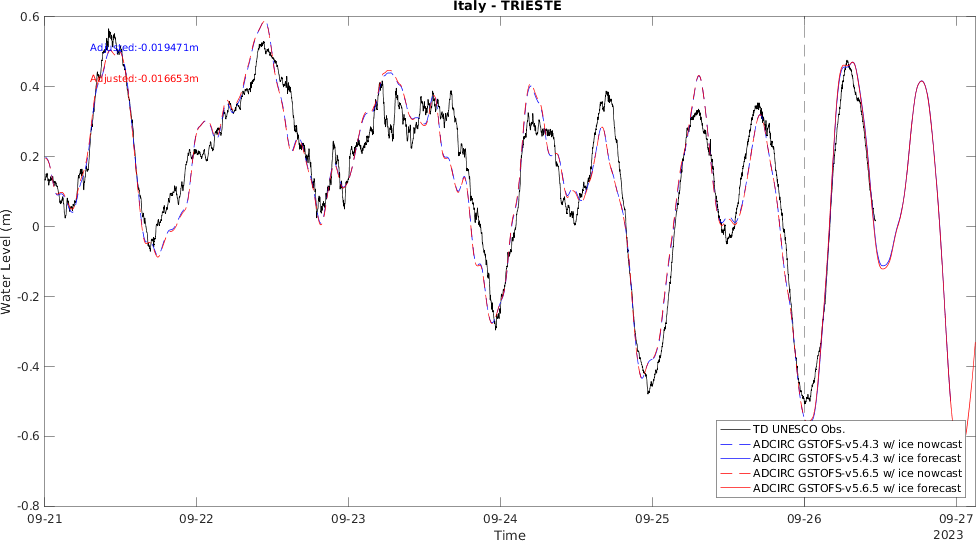 Italy - TRIESTE
0.6
Adjusted:-0.019471m
Adjusted:-0.016653m
0.4
0.2
0
-0.2
-0.4
-0.6
-0.8
Water Level (m)
TD UNESCO Obs.
ADCIRC GSTOFS-v5.4.3 w/ ice nowcast
ADCIRC GSTOFS-v5.4.3 w/ ice forecast
ADCIRC GSTOFS-v5.6.5 w/ ice nowcast
ADCIRC GSTOFS-v5.6.5 w/ ice forecast
09-21 09-22 09-23 09-24 09-25 09-26 09-27
Time 2023